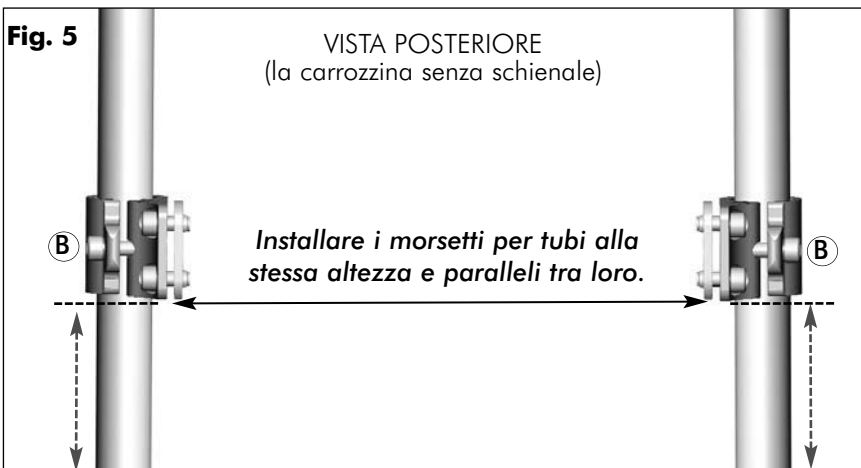 Fig. 5
VISTA POSTERIORE
(la carrozzina senza schienale)
B
Installare i morsetti per tubi alla
stessa altezza e paralleli tra loro.
B